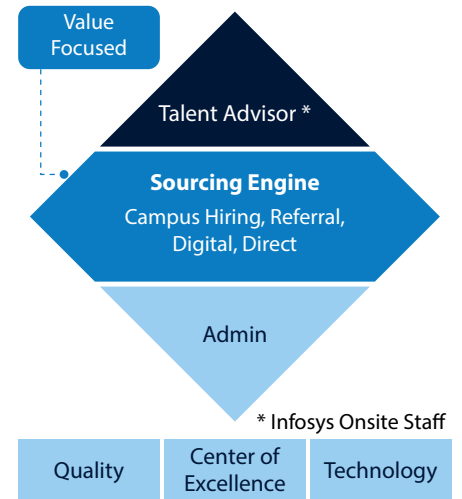 Value
Focused
Talent Advisor *
Sourcing Engine
Campus Hiring, Referral,
Digital, Direct
Admin
* Infosys Onsite Staff
Quality
Center of
Excellence
Technology